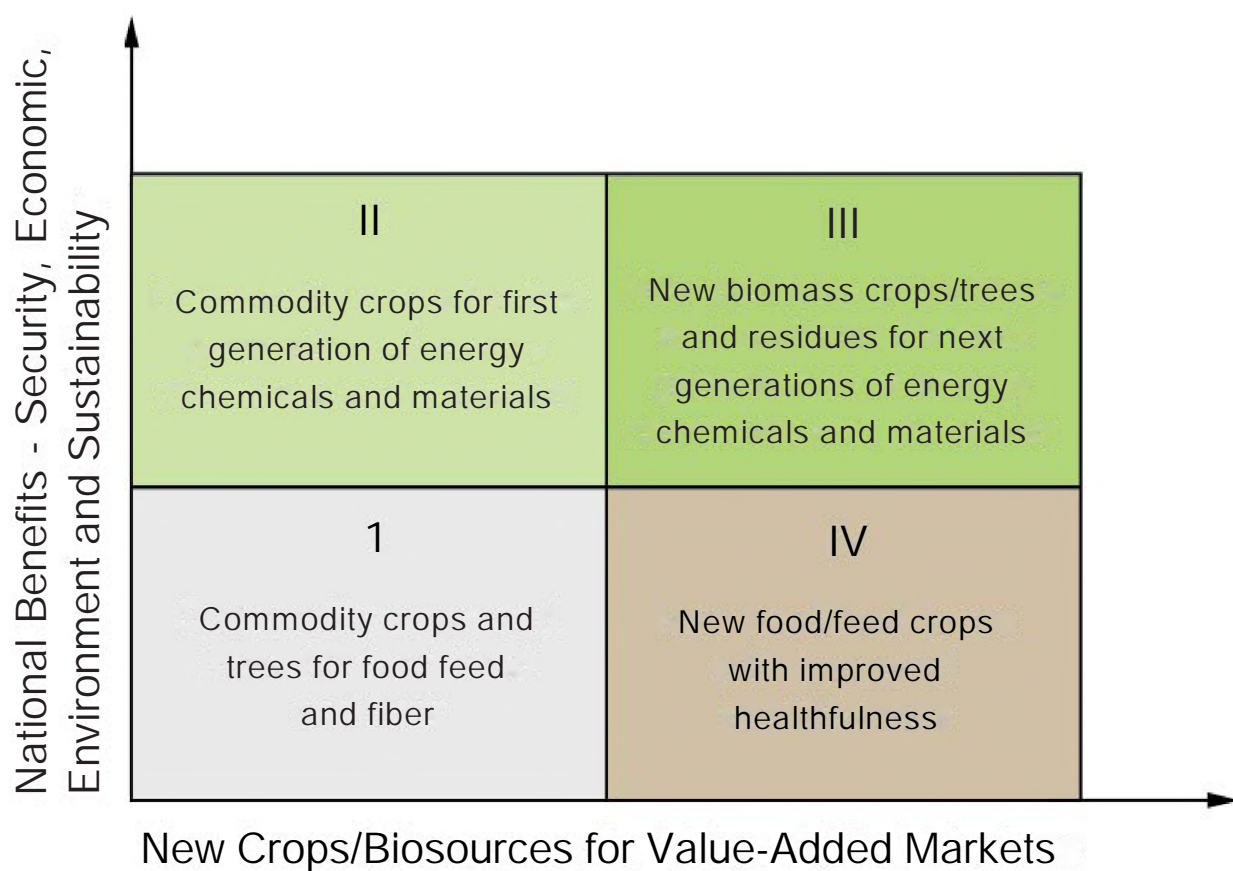 National Benefits - Security, Economic,
Environment and Sustainability
II
Commodity crops for first
generation of energy
chemicals and materials
III
New biomass crops/trees
and residues for next
generations of energy
chemicals and materials
1
Commodity crops and
trees for food feed
and fiber
IV
New food/feed crops
with improved
healthfulness
New Crops/Biosources for Value-Added Markets